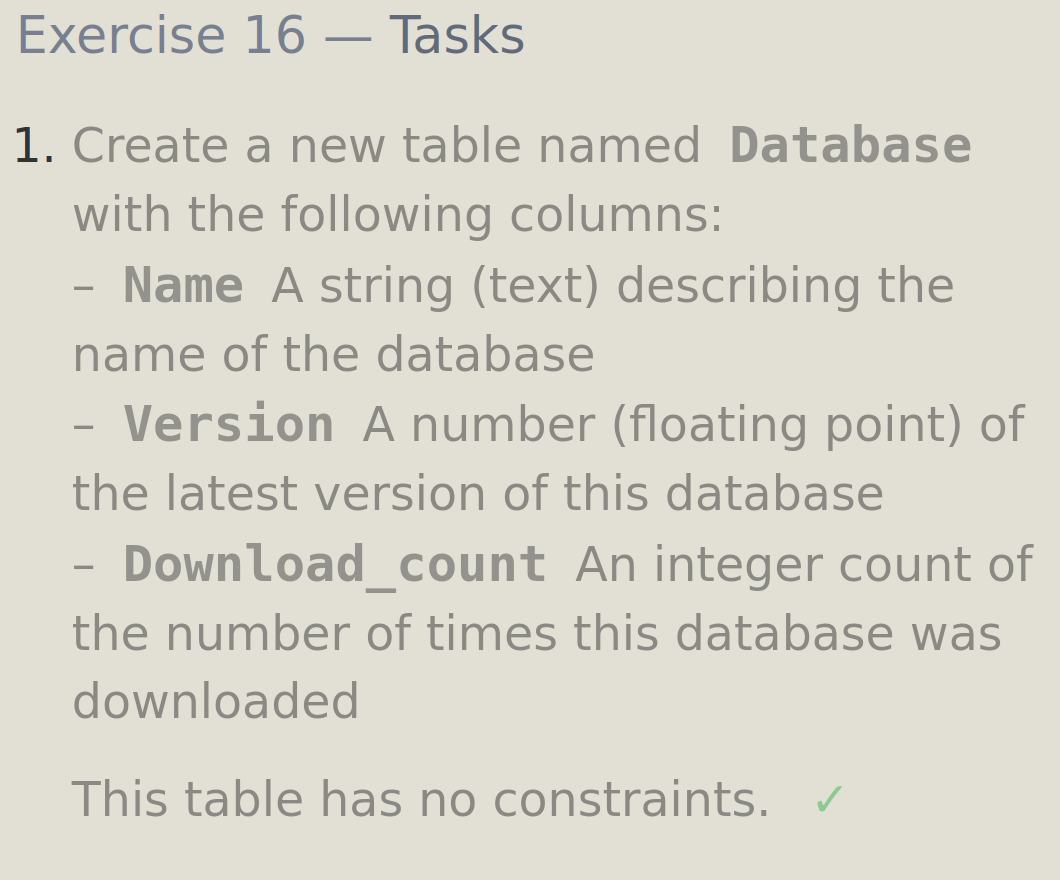 Exercise 16 — Tasks
1. Create a new table named Database
with the following columns:
– Name A string (text) describing the
name of the database
– Version A number (floating point) of
the latest version of this database
– Download_count An integer count of
the number of times this database was
downloaded
This table has no constraints. ✓